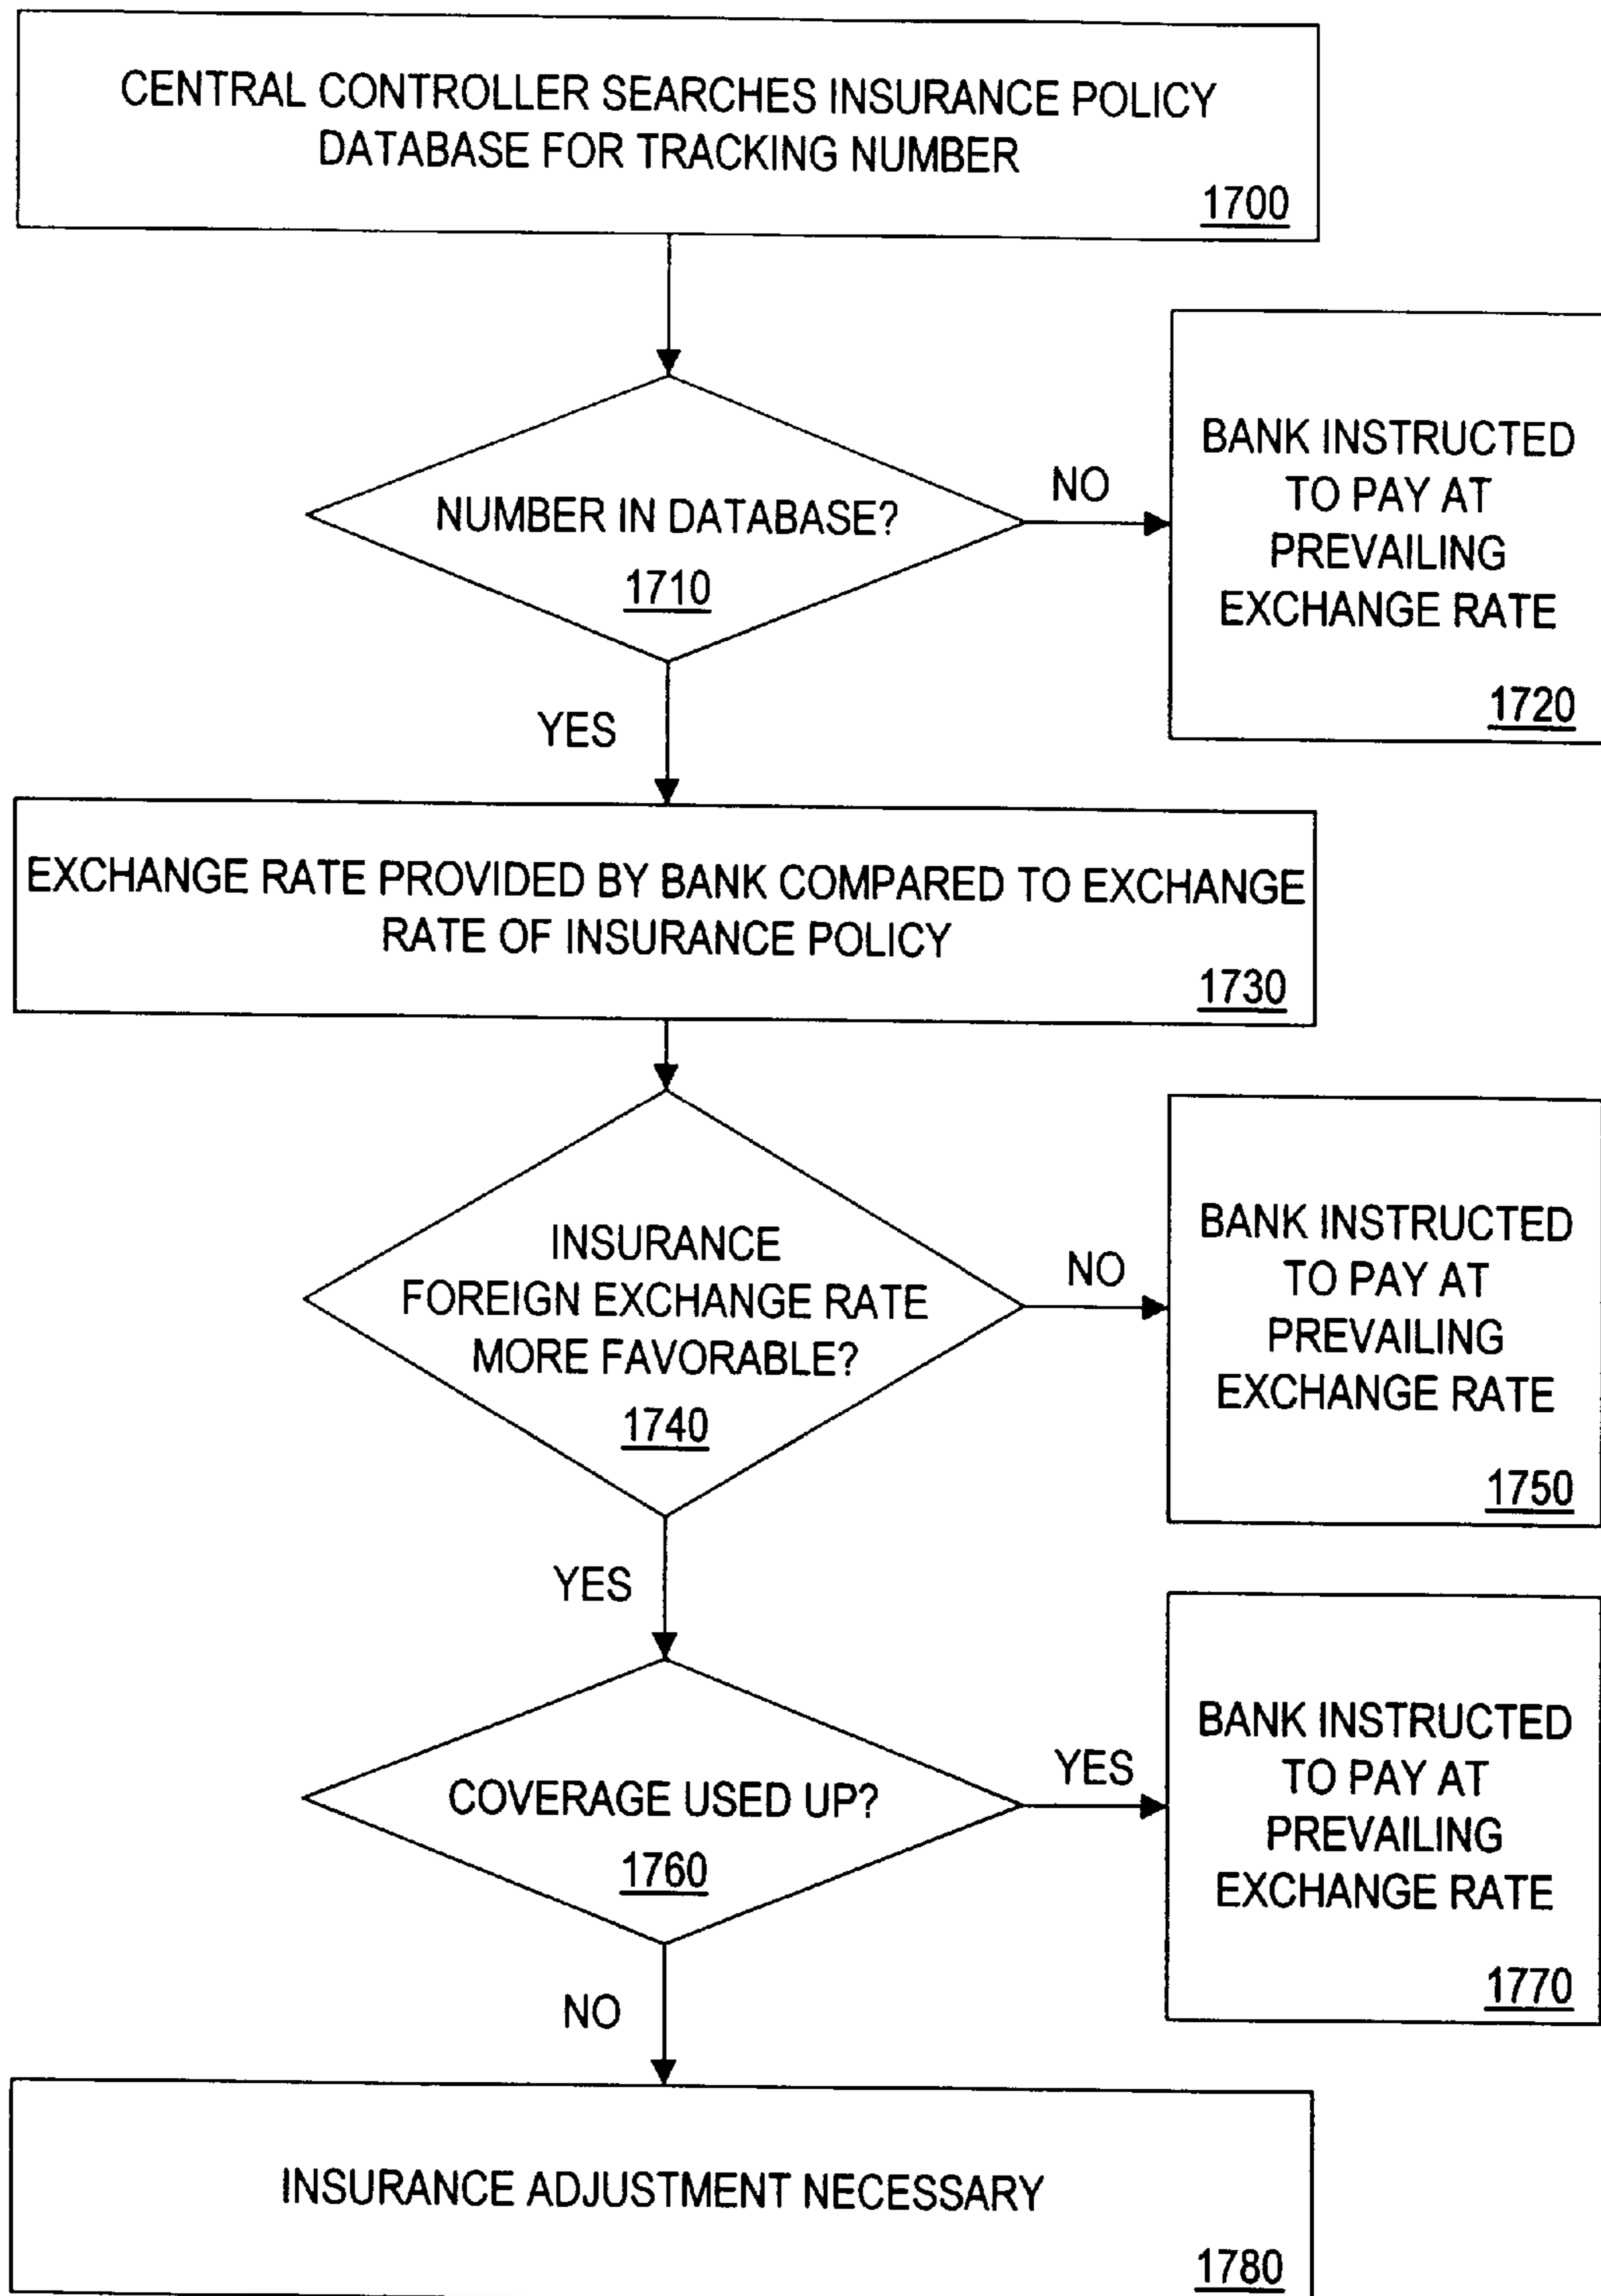 CENTRAL CONTROLLER SEARCHES INSURANCE POLICY
DATABASE FOR TRACKING NUMBER
1700
NUMBER IN DATABASE?
1710
NO
BANK INSTRUCTED
TO PAY AT
PREVAILING
EXCHANGE RATE
1720
YES
EXCHANGE RATE PROVIDED BY BANK COMPARED TO EXCHANGE
RATE OF INSURANCE POLICY
1730
INSURANCE
FOREIGN EXCHANGE RATE
MORE FAVORABLE?
1740
NO
BANK INSTRUCTED
TO PAY AT
PREVAILING
EXCHANGE RATE
1750
YES
COVERAGE USED UP?
1760
YES
BANK INSTRUCTED
TO PAY AT
PREVAILING
EXCHANGE RATE
1770
NO
INSURANCE ADJUSTMENT NECESSARY
1780